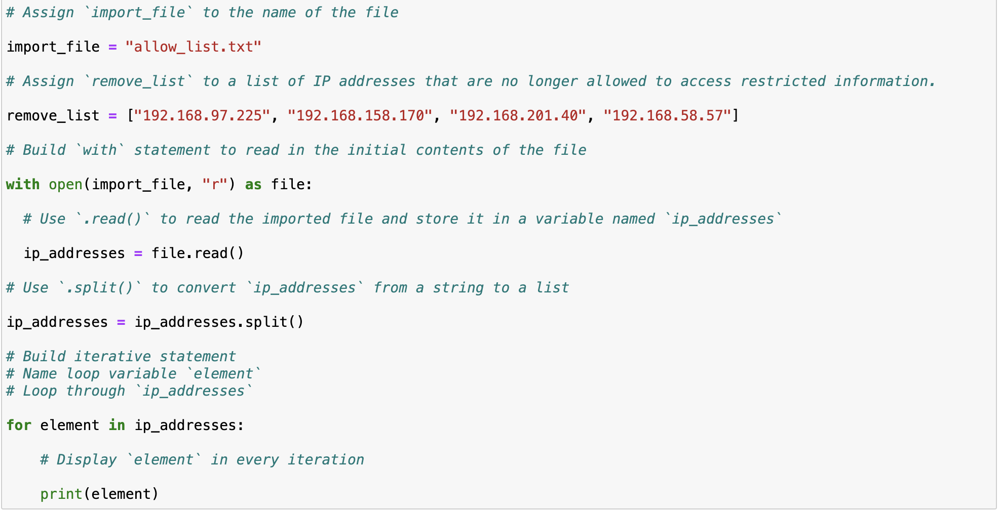 # Assign `import_file` to the name of the file
import_file = "allow_list.txt"
# Assign `remove_list` to a list of IP addresses that are no longer allowed to access restricted information.
remove_list = ["192.168.97.225", "192.168.158.170", "192.168.201.40", "192.168.58.57"]
# Build `with` statement to read in the initial contents of the file
with open(import_file, "r") as file:
  # Use `.read()` to read the imported file and store it in a variable named `ip_addresses`
  ip_addresses = file.read()
# Use `.split()` to convert `ip_addresses` from a string to a list
ip_addresses = ip_addresses.split()
# Build iterative statement
# Name loop variable `element`
# Loop through `ip_addresses`
for element in ip_addresses:
    # Display `element` in every iteration
    print(element)